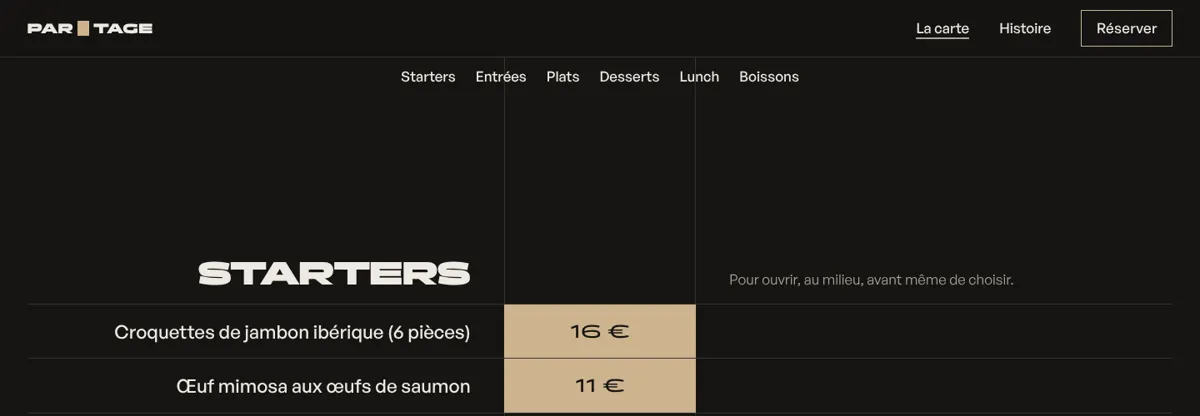 PAR TAGE La carte Histoire Réserver
Starters Entrées Plats Desserts Lunch Boissons
STARTERS Pour ouvrir, au milieu, avant même de choisir.
Croquettes de jambon ibérique (6 pièces) 16 €
Œuf mimosa aux œufs de saumon 11 €